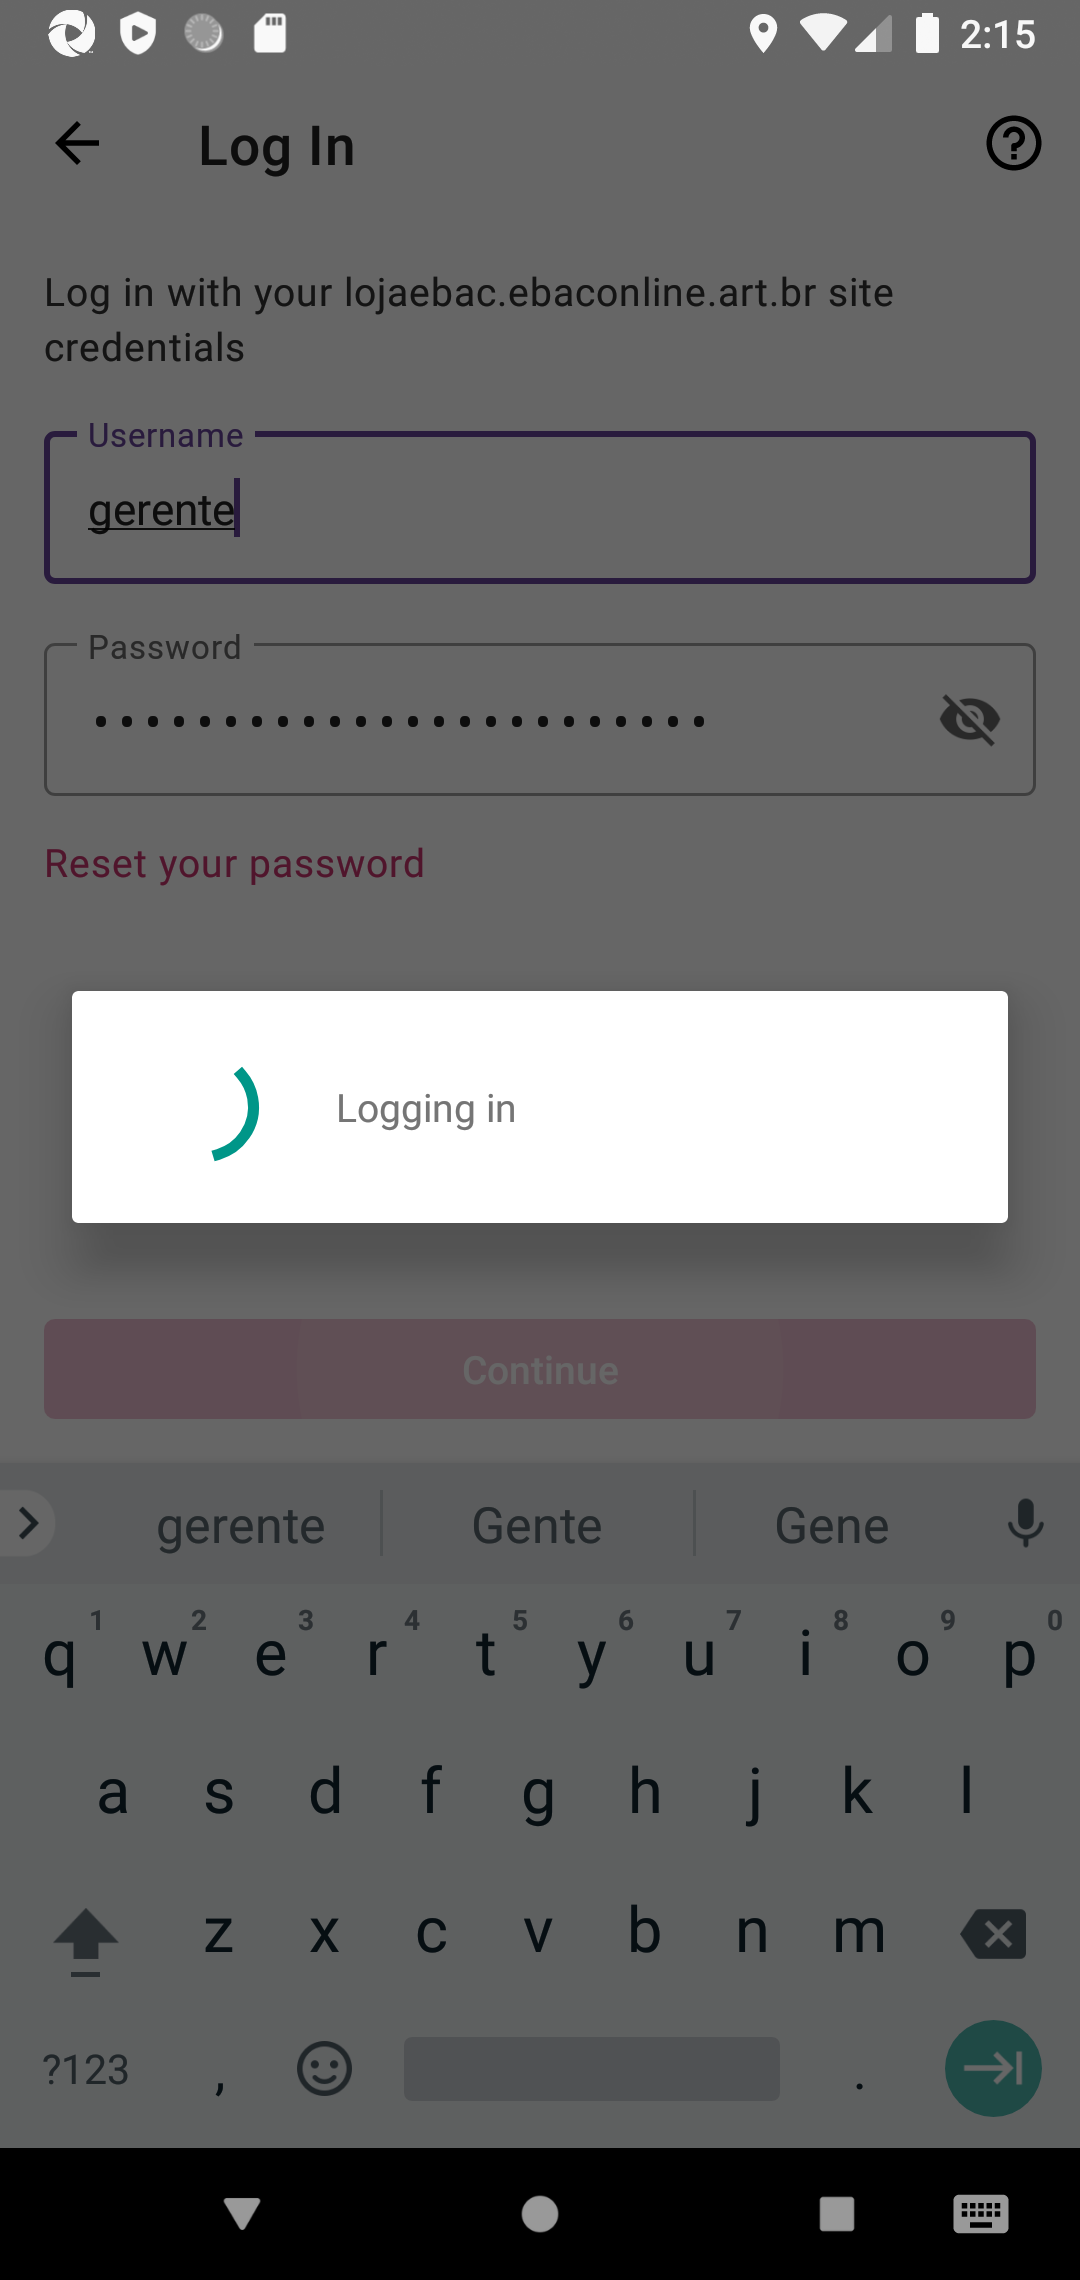 2:15
Log In
Log in with your lojaebac.ebaconline.art.br site
credentials
Username
gerente
Password
Reset your password
Logging in
Continue
gerente Gente Gene
1 2 3 4 5 6 7 8 9 0
q w e r t y u i o p
a s d f g h j k l
z x c v b n m
?123 , .